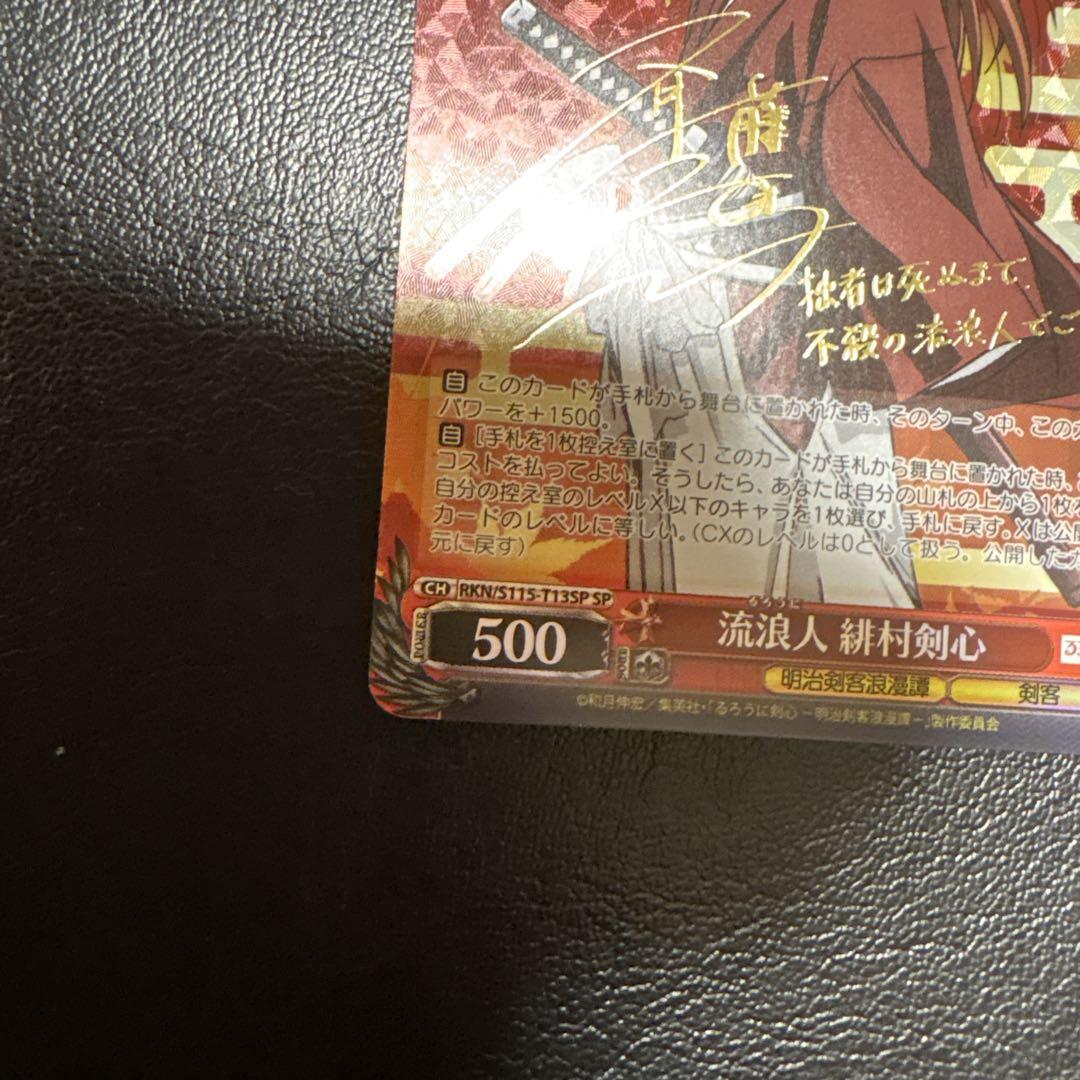 拙者は死ぬまで、
不殺の流浪人でご
自 このカードが手札から舞台に置かれた時、そのターン中、このカ
パワーを+1500。
自 [手札を1枚控え室に置く] このカードが手札から舞台に置かれた時、
コストを払ってよい。そうしたら、あなたは自分の山札の上から1枚
自分の控え室のレベルX以下のキャラを1枚選び、手札に戻す。Xは公開
カードのレベルに等しい。(CXのレベルは0として扱う。公開したカ
元に戻す)
CH RKN/S115-T13SP SP
POWER 500
るろうに
流浪人 緋村剣心
明治剣客浪漫譚 剣客
©和月伸宏/集英社・「るろうに剣心 －明治剣客浪漫譚－」製作委員会